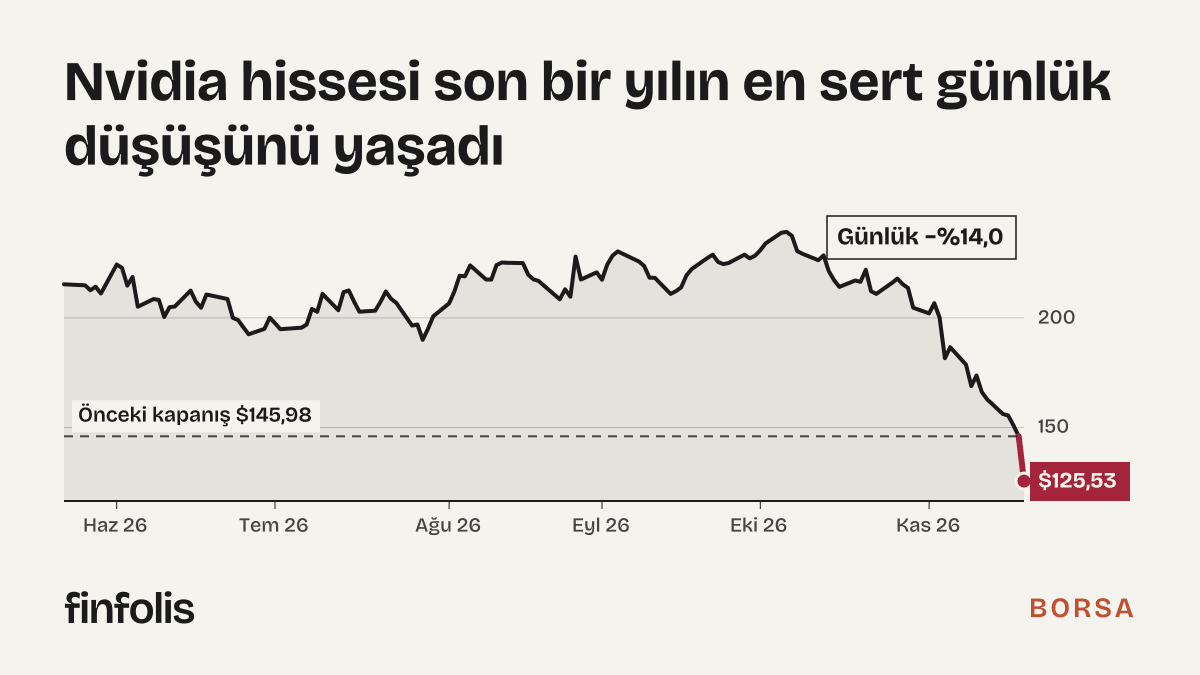 Nvidia hissesi son bir yılın en sert günlük
düşüşünü yaşadı
Günlük −%14,0
200
Önceki kapanış $145,98
150
$125,53
Haz 26
Tem 26
Ağu 26
Eyl 26
Eki 26
Kas 26
finfolis
BORSA